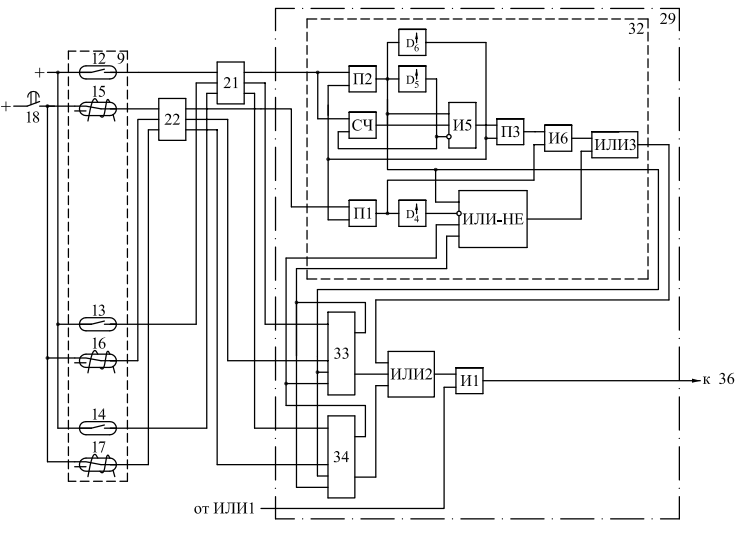 29
32
12
9
+
15
+
18
21
22
П2
D6
D5
СЧ
И5
П3
И6
ИЛИ3
П1
D4
ИЛИ-НЕ
13
16
14
17
33
34
ИЛИ2
И1
к 36
от ИЛИ1